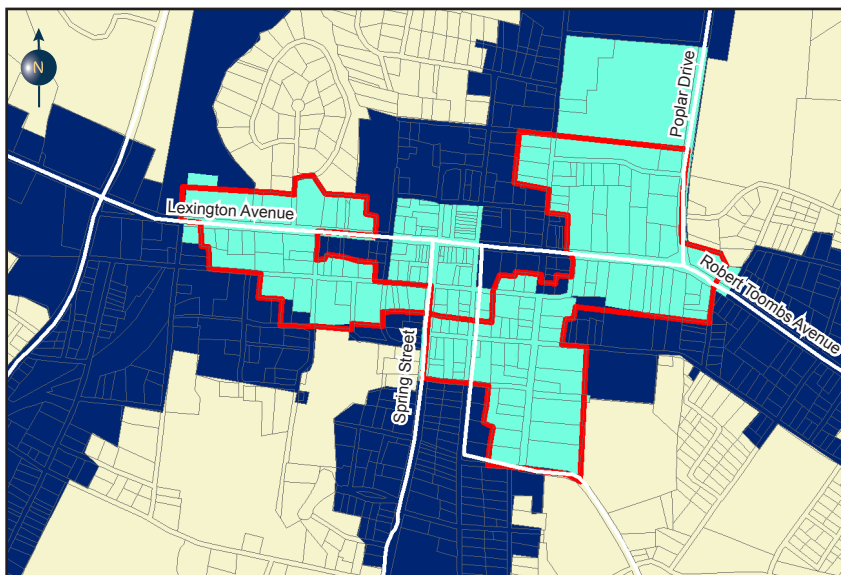 N
Poplar Drive
Lexington Avenue
Robert Toombs Avenue
Spring Street